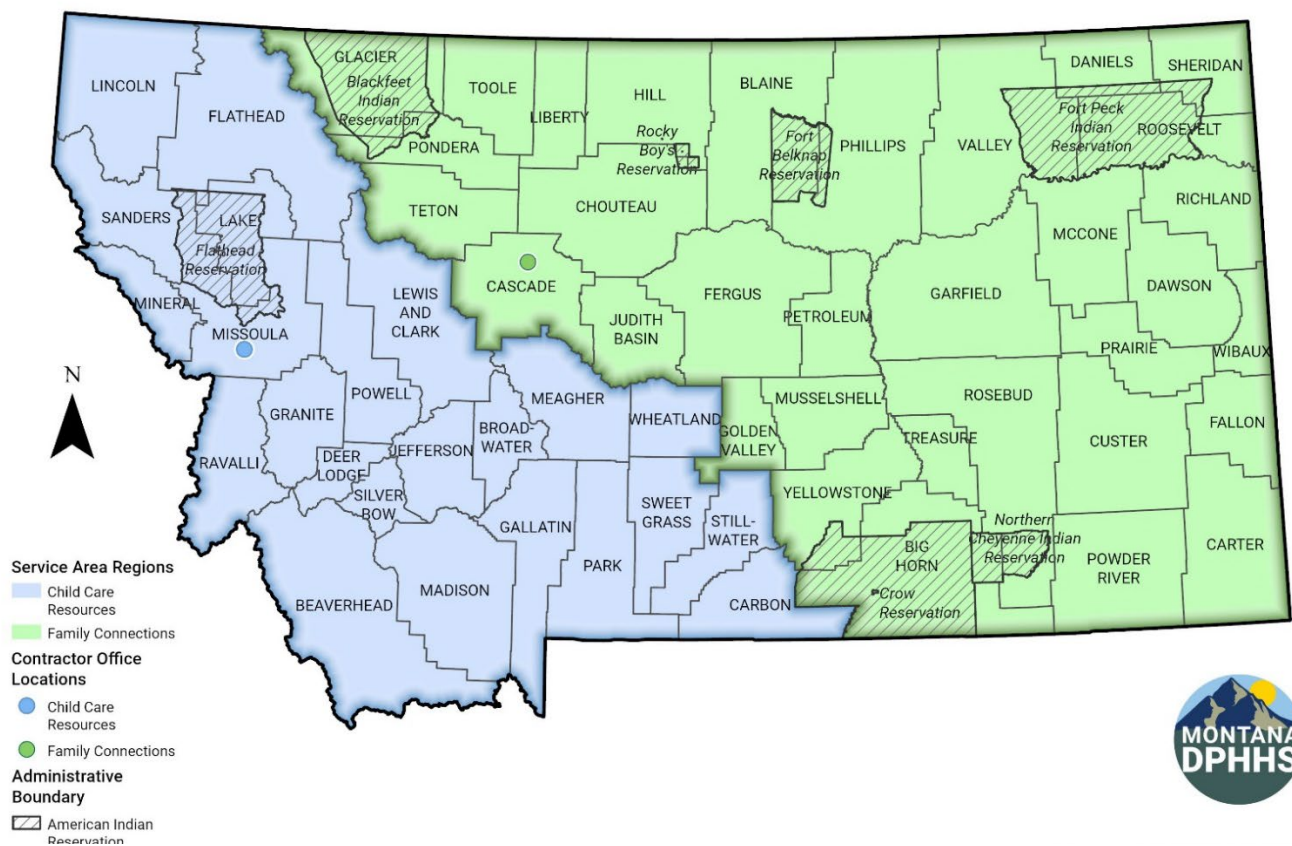 LINCOLN
FLATHEAD
GLACIER
Blackfeet
Indian
Reservation
TOOLE
LIBERTY
HILL
Rocky
Boy's
Reservation
BLAINE
Fort
Belknap
Reservation
PHILLIPS
VALLEY
DANIELS
SHERIDAN
Fort Peck
Indian
Reservation
ROOSEVELT
PONDERA
TETON
CHOUTEAU
RICHLAND
SANDERS
LAKE
Flathead
Reservation
MINERAL
MISSOULA
LEWIS
AND
CLARK
CASCADE
JUDITH
BASIN
FERGUS
PETROLEUM
GARFIELD
MCCONE
DAWSON
PRAIRIE
WIBAUX
N
POWELL
GRANITE
RAVALLI
DEER
LODGE
SILVER
BOW
JEFFERSON
BROAD-
WATER
MEAGHER
WHEATLAND
GOLDEN
VALLEY
MUSSELSHELL
TREASURE
ROSEBUD
CUSTER
FALLON
YELLOWSTONE
BEAVERHEAD
MADISON
GALLATIN
PARK
SWEET
GRASS
STILL-
WATER
CARBON
BIG
HORN
Crow
Reservation
Northern
Cheyenne Indian
Reservation
POWDER
RIVER
CARTER
Service Area Regions
Child Care
Resources
Family Connections
Contractor Office
Locations
Child Care
Resources
Family Connections
Administrative
Boundary
American Indian
Reservation
MONTANA
DPHHS